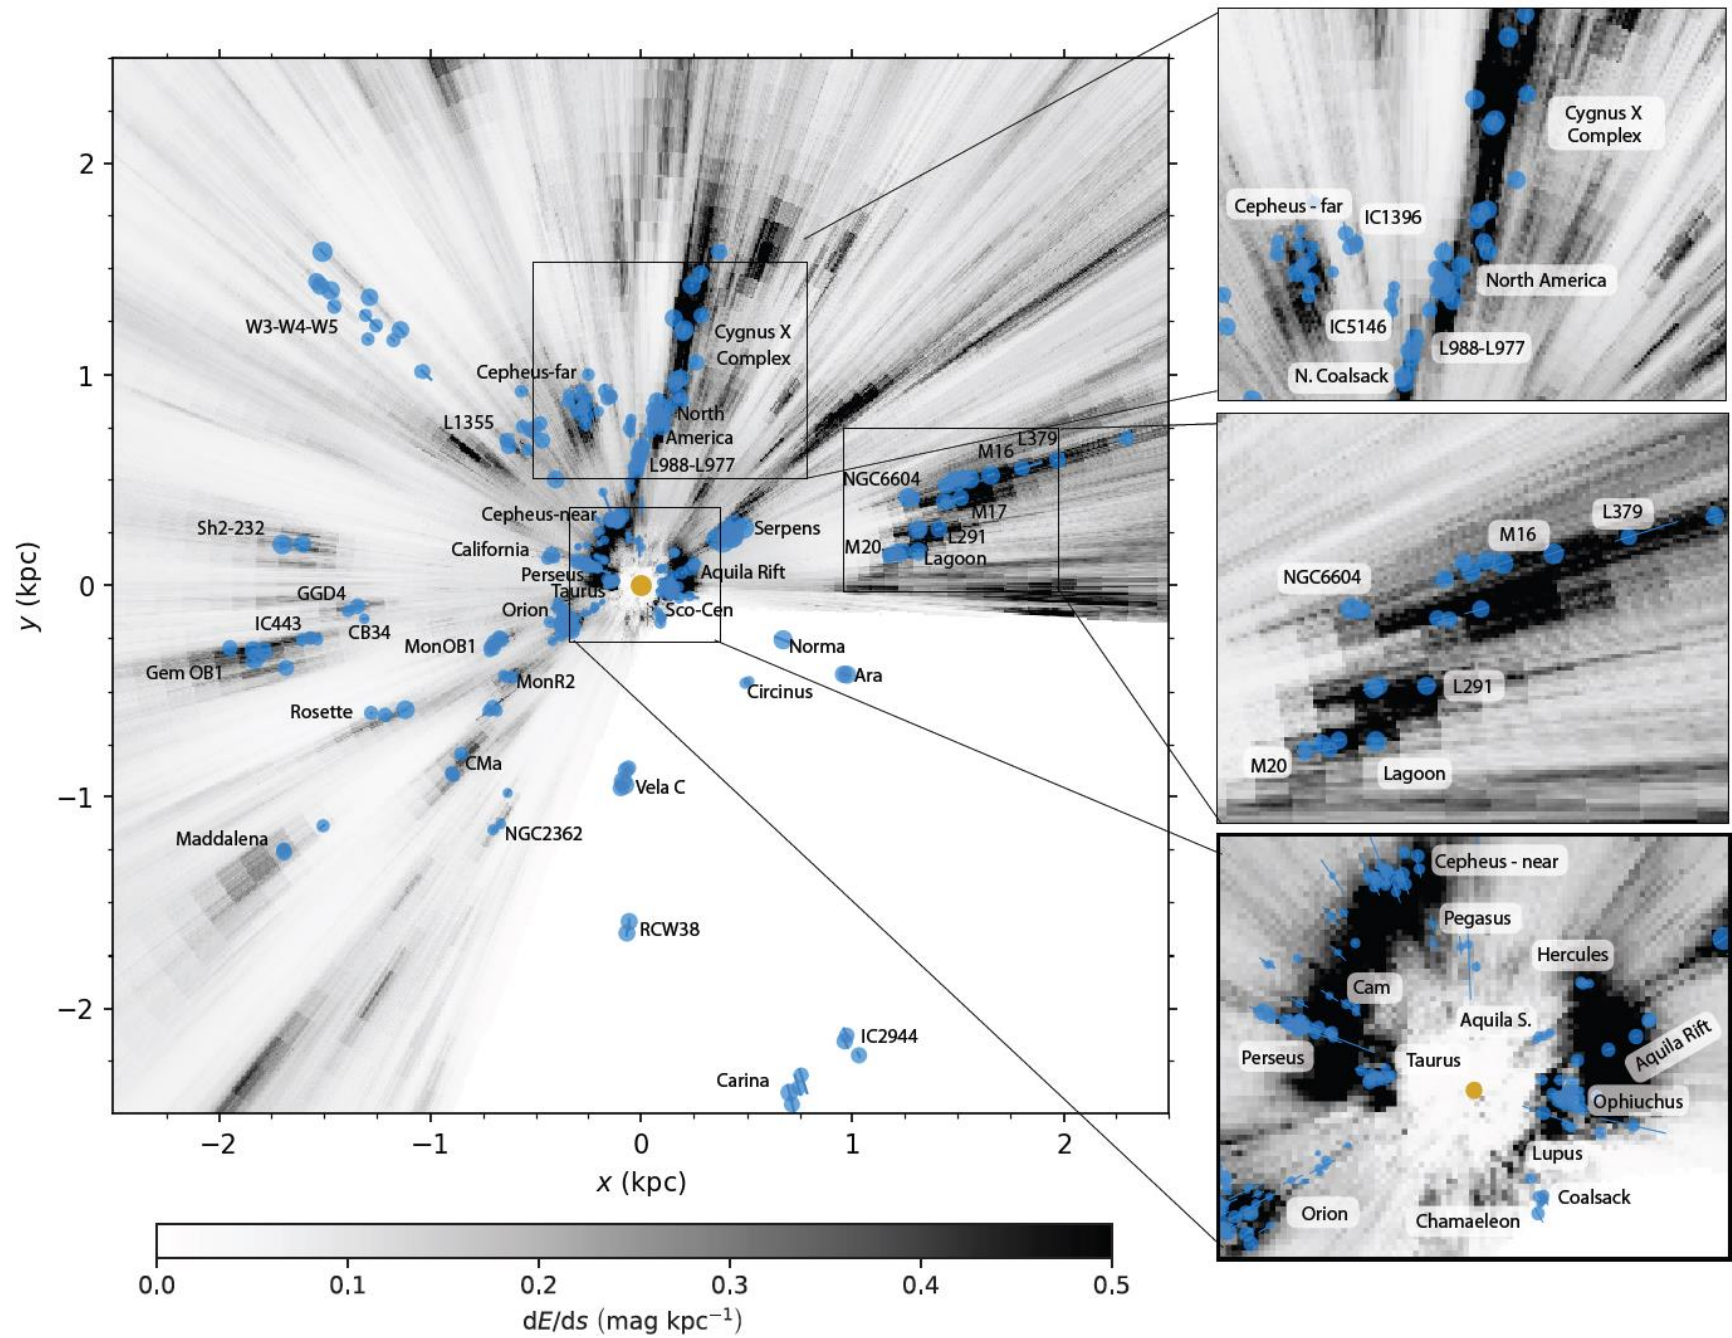 2
1
0
−1
−2
y (kpc)
−2
−1
0
1
2
x (kpc)
W3-W4-W5
Cepheus-far
L1355
Cygnus X
Complex
North
America
L988-L977
Cepheus-near
Sh2-232
California
Perseus
Taurus
Orion
Serpens
Aquila Rift
Sco-Cen
L379
M16
NGC6604
M17
L291
M20
Lagoon
GGD4
CB34
IC443
Gem OB1
MonOB1
MonR2
Rosette
CMa
Maddalena
NGC2362
Norma
Ara
Circinus
Vela C
RCW38
IC2944
Carina
0.0
0.1
0.2
0.3
0.4
0.5
dE/ds (mag kpc−1)
Cygnus X
Complex
Cepheus - far
IC1396
North America
IC5146
L988-L977
N. Coalsack
L379
M16
NGC6604
L291
M20
Lagoon
Cepheus - near
Pegasus
Hercules
Cam
Aquila S.
Aquila Rift
Perseus
Taurus
Ophiuchus
Lupus
Coalsack
Orion
Chamaeleon